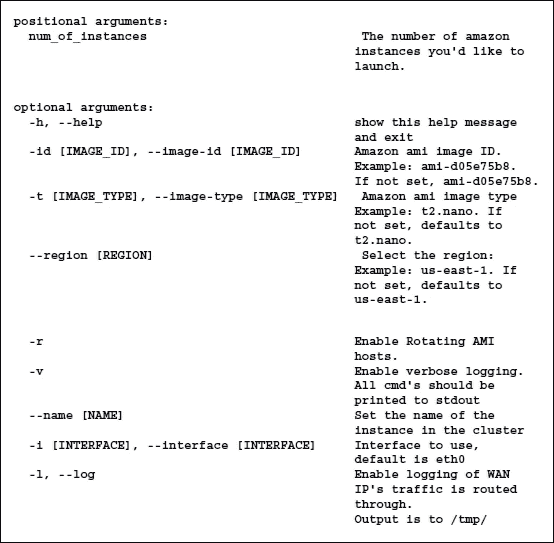 positional arguments:
num_of_instances The number of amazon
instances you'd like to
launch.
optional arguments:
-h, --help show this help message
and exit
-id [IMAGE_ID], --image-id [IMAGE_ID] Amazon ami image ID.
Example: ami-d05e75b8.
If not set, ami-d05e75b8.
-t [IMAGE_TYPE], --image-type [IMAGE_TYPE] Amazon ami image type
Example: t2.nano. If
not set, defaults to
t2.nano.
--region [REGION] Select the region:
Example: us-east-1. If
not set, defaults to
us-east-1.
-r Enable Rotating AMI
hosts.
-v Enable verbose logging.
All cmd's should be
printed to stdout
--name [NAME] Set the name of the
instance in the cluster
-i [INTERFACE], --interface [INTERFACE] Interface to use,
default is eth0
-l, --log Enable logging of WAN
IP's traffic is routed
through.
Output is to /tmp/